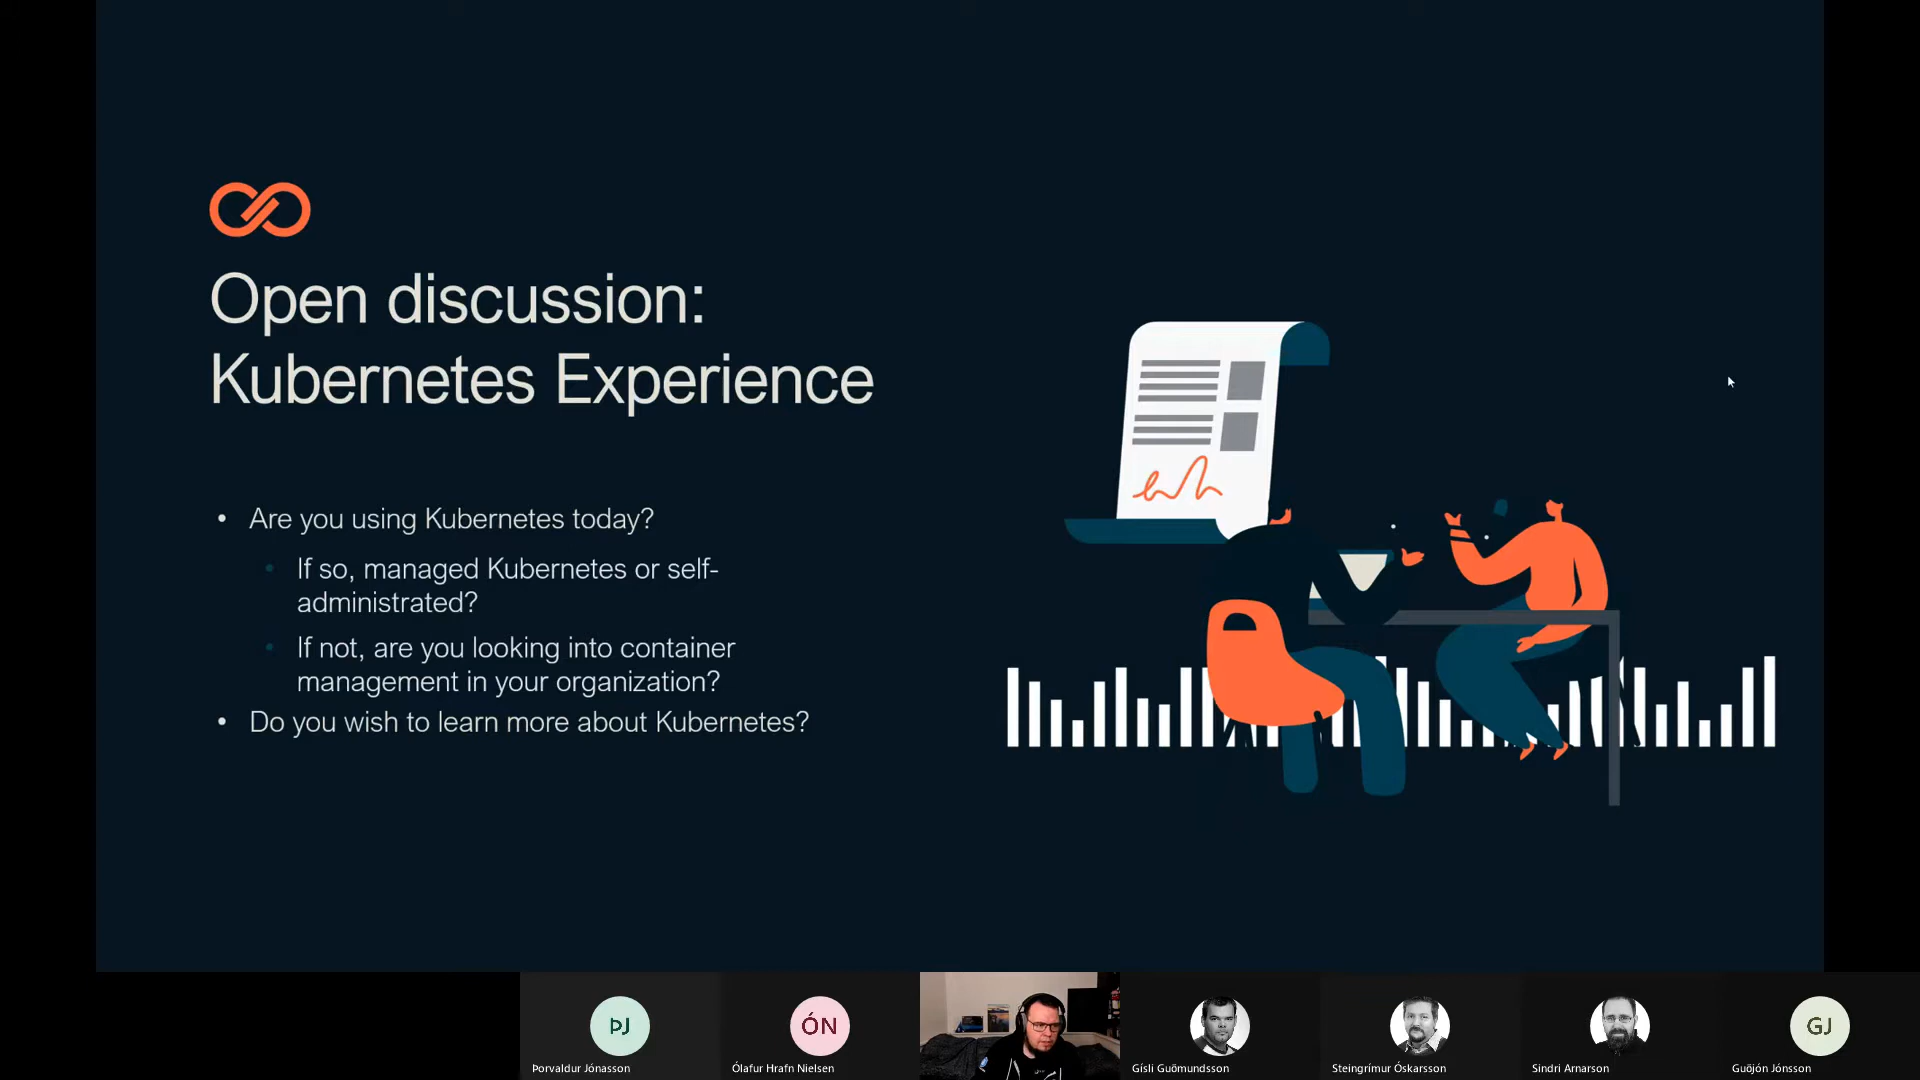 Open discussion:
Kubernetes Experience
• Are you using Kubernetes today?
• If so, managed Kubernetes or self-
administrated?
• If not, are you looking into container
management in your organization?
• Do you wish to learn more about Kubernetes?
ÞJ
ÓN
GJ
Þorvaldur Jónasson
Ólafur Hrafn Nielsen
Gísli Guðmundsson
Steingrímur Óskarsson
Sindri Arnarson
Guðjón Jónsson